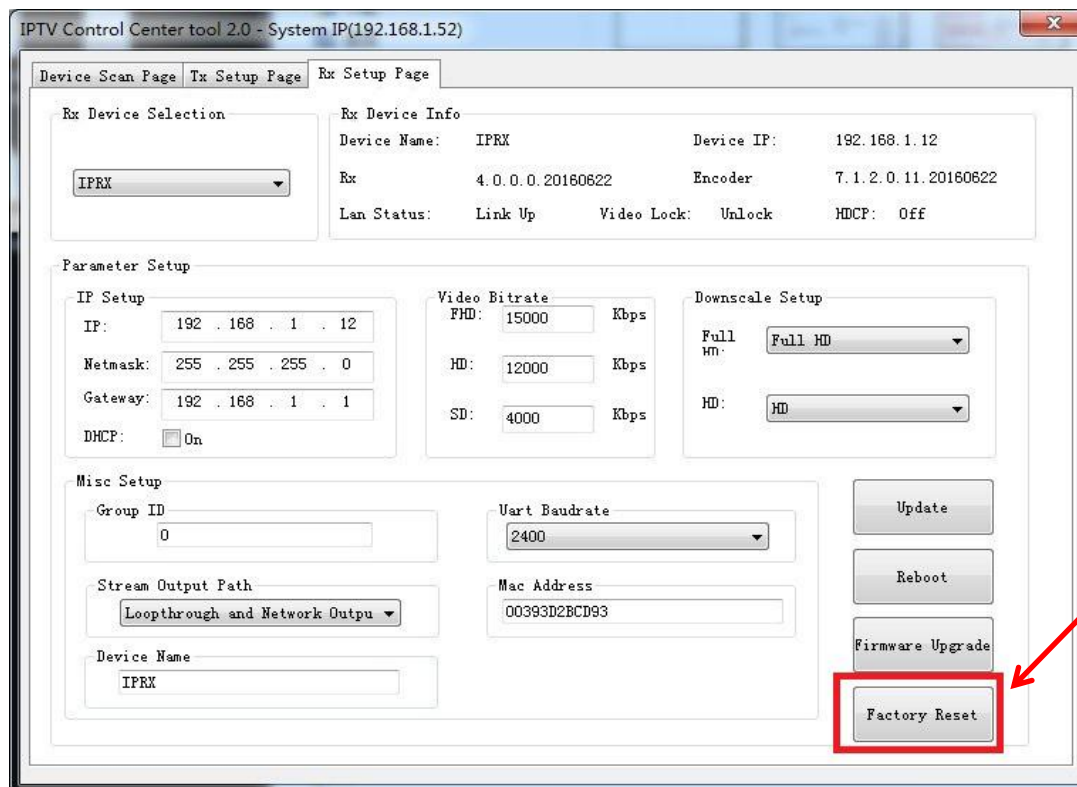 IPTV Control Center tool 2.0 - System IP(192.168.1.52)
Device Scan Page Tx Setup Page Rx Setup Page
Rx Device Selection
IPRX
Rx Device Info
Device Name: IPRX Device IP: 192.168.1.12
Rx 4.0.0.0.20160622 Encoder 7.1.2.0.11.20160622
Lan Status: Link Up Video Lock: Unlock HDCP: Off
Parameter Setup
IP Setup
IP: 192 . 168 . 1 . 12
Netmask: 255 . 255 . 255 . 0
Gateway: 192 . 168 . 1 . 1
DHCP: On
Video Bitrate
FHD: 15000 Kbps
HD: 12000 Kbps
SD: 4000 Kbps
Downscale Setup
Full Full HD
HD:
HD: HD
Misc Setup
Group ID
0
Uart Baudrate
2400
Stream Output Path
Loopthrough and Network Outpu
Mac Address
00393D2BCD93
Device Name
IPRX
Update
Reboot
Firmware Upgrade
Factory Reset